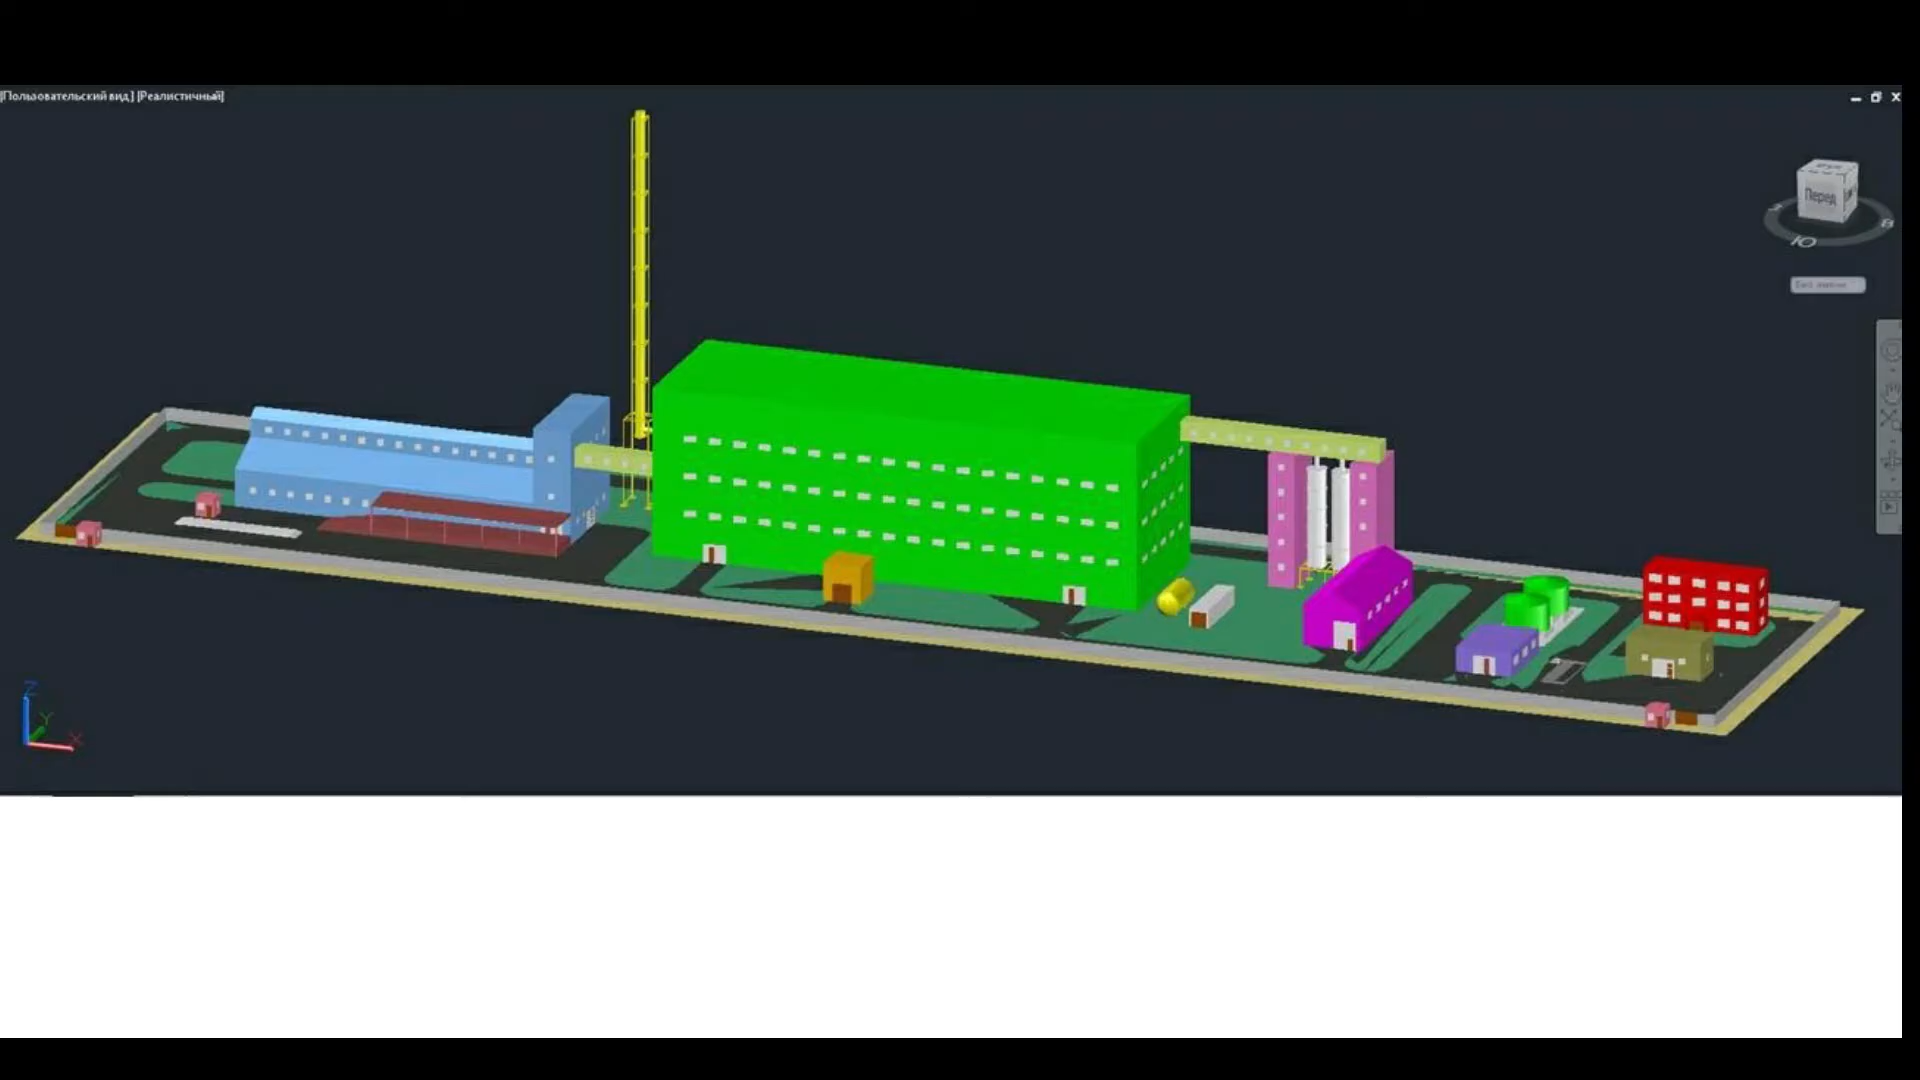 [Пользовательский вид] [Реалистичный]
Перед
Ю
В
Z
Y
X